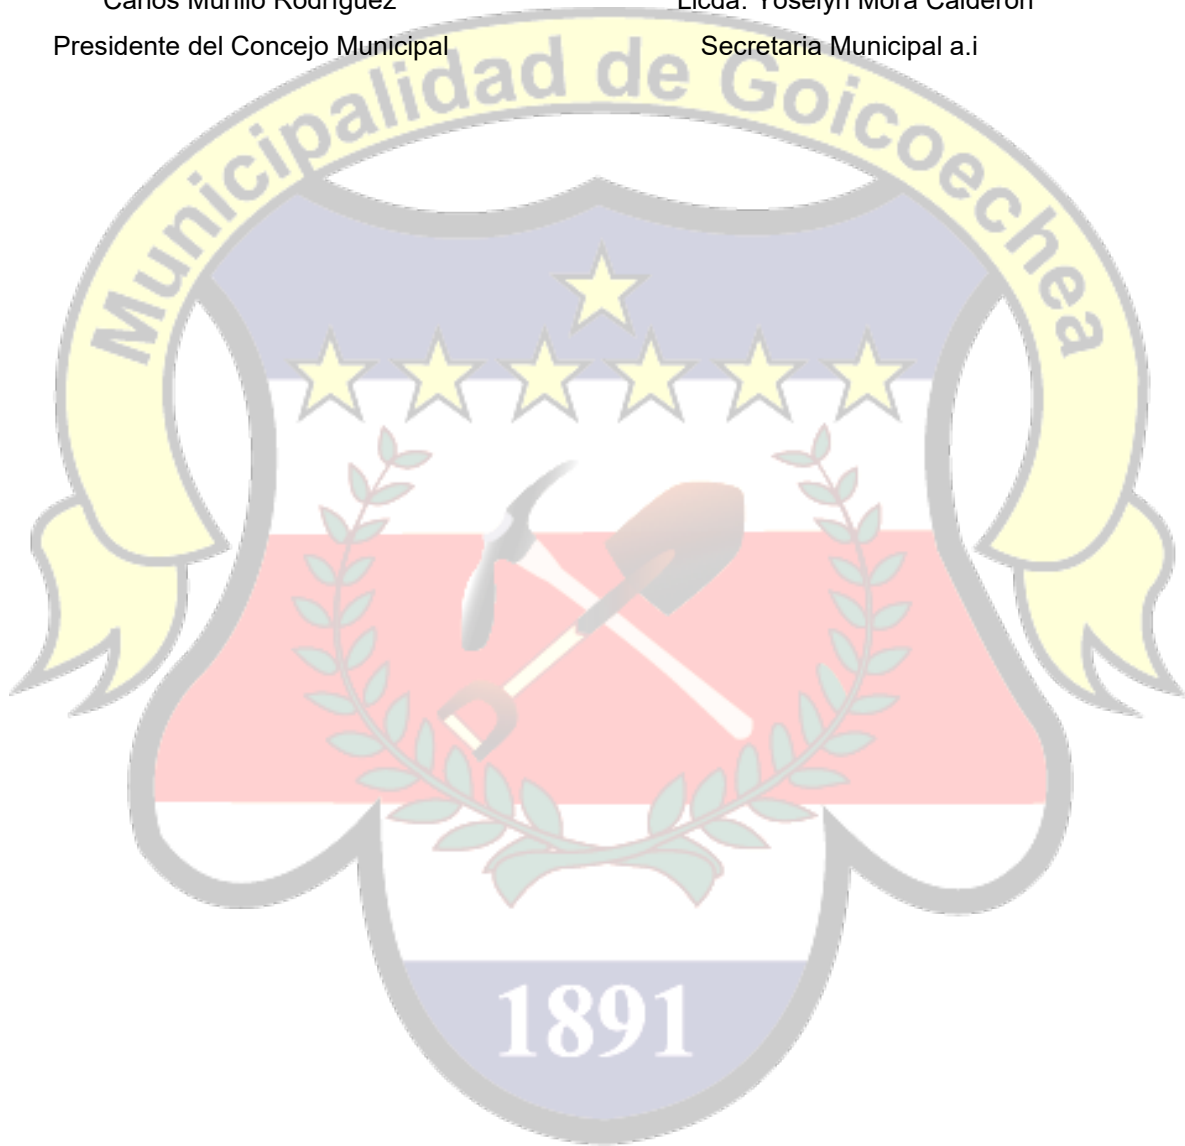 Carlos Murillo Rodríguez Licda. Yoselyn Mora Calderón
Presidente del Concejo Municipal Secretaria Municipal a.i
Municipalidad de Goicoechea
1891